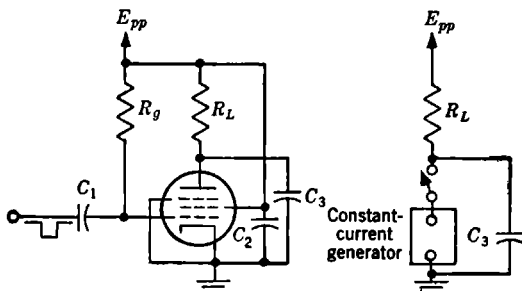 E_pp
R_g
R_L
C_1
C_2
C_3
E_pp
R_L
Constant-
current
generator
C_3